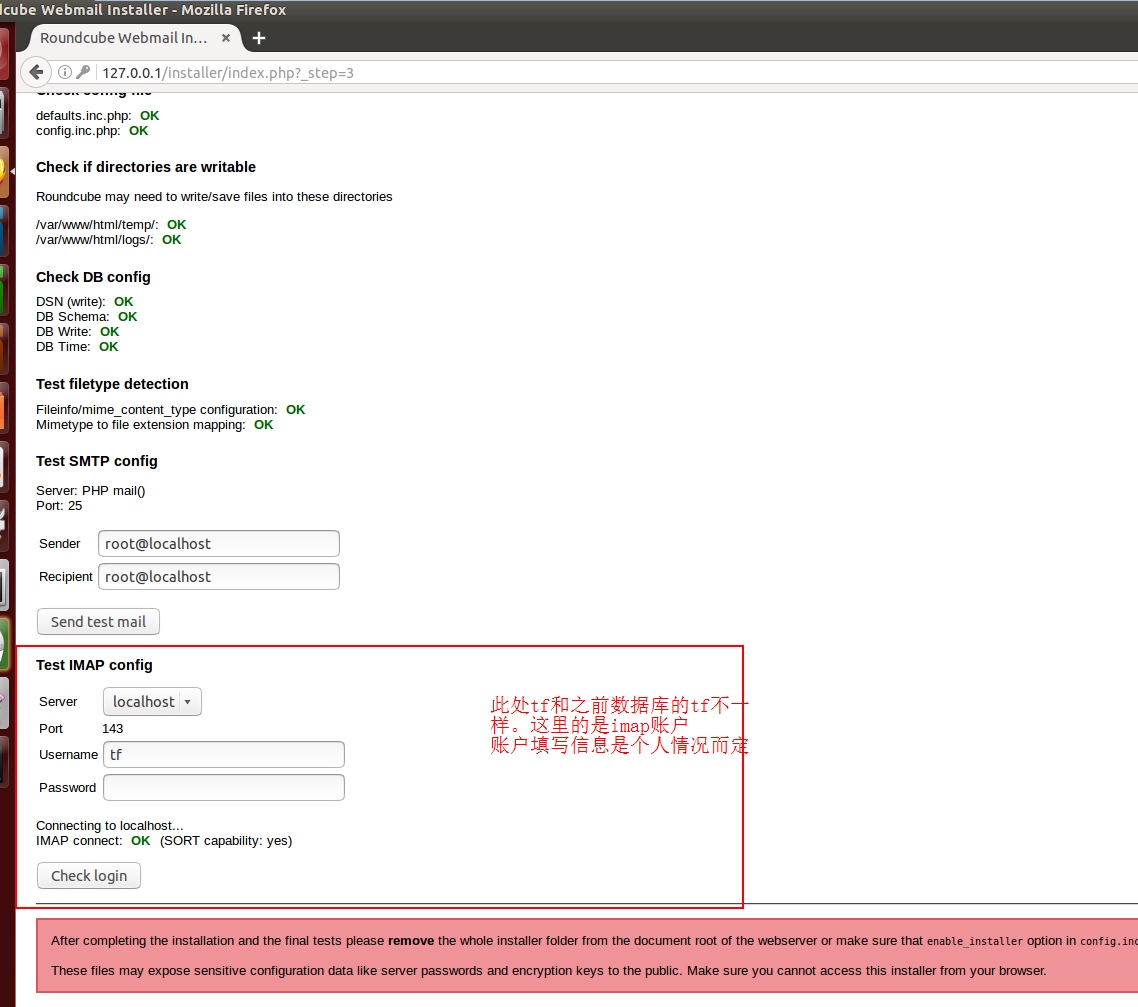 dcube Webmail Installer - Mozilla Firefox
Roundcube Webmail In... × +
127.0.0.1/installer/index.php?_step=3
Check config file
defaults.inc.php: OK
config.inc.php: OK
Check if directories are writable
Roundcube may need to write/save files into these directories
/var/www/html/temp/: OK
/var/www/html/logs/: OK
Check DB config
DSN (write): OK
DB Schema: OK
DB Write: OK
DB Time: OK
Test filetype detection
Fileinfo/mime_content_type configuration: OK
Mimetype to file extension mapping: OK
Test SMTP config
Server: PHP mail()
Port: 25
Sender root@localhost
Recipient root@localhost
Send test mail
Test IMAP config
Server localhost
Port 143
Username tf
Password
此处tf和之前数据库的tf不一
样。这里的是imap账户
账户填写信息是个人情况而定
Connecting to localhost...
IMAP connect: OK (SORT capability: yes)
Check login
After completing the installation and the final tests please remove the whole installer folder from the document root of the webserver or make sure that enable_installer option in config.inc
These files may expose sensitive configuration data like server passwords and encryption keys to the public. Make sure you cannot access this installer from your browser.